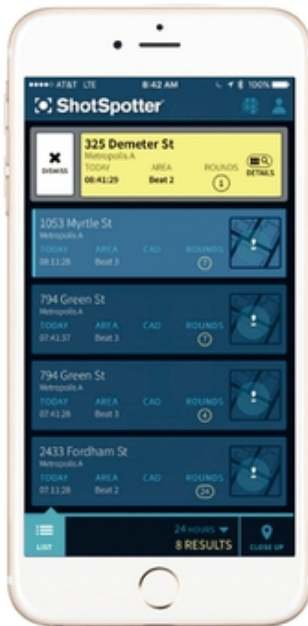 AT&T LTE 8:42 AM 100%
ShotSpotter
325 Demeter St
Metropolis A
TODAY AREA ROUNDS
08:41:29 Beat 2 1
DISMISS
DETAILS
1053 Myrtle St
Metropolis A
TODAY AREA CAD ROUNDS
08:11:28 Beat 3 7
794 Green St
Metropolis A
TODAY AREA CAD ROUNDS
07:41:37 Beat 3 7
794 Green St
Metropolis A
TODAY AREA CAD ROUNDS
07:41:28 Beat 3 4
2433 Fordham St
Metropolis A
TODAY AREA CAD ROUNDS
07:11:28 Beat 2 24
LIST
24 HOURS
8 RESULTS
CLOSE UP